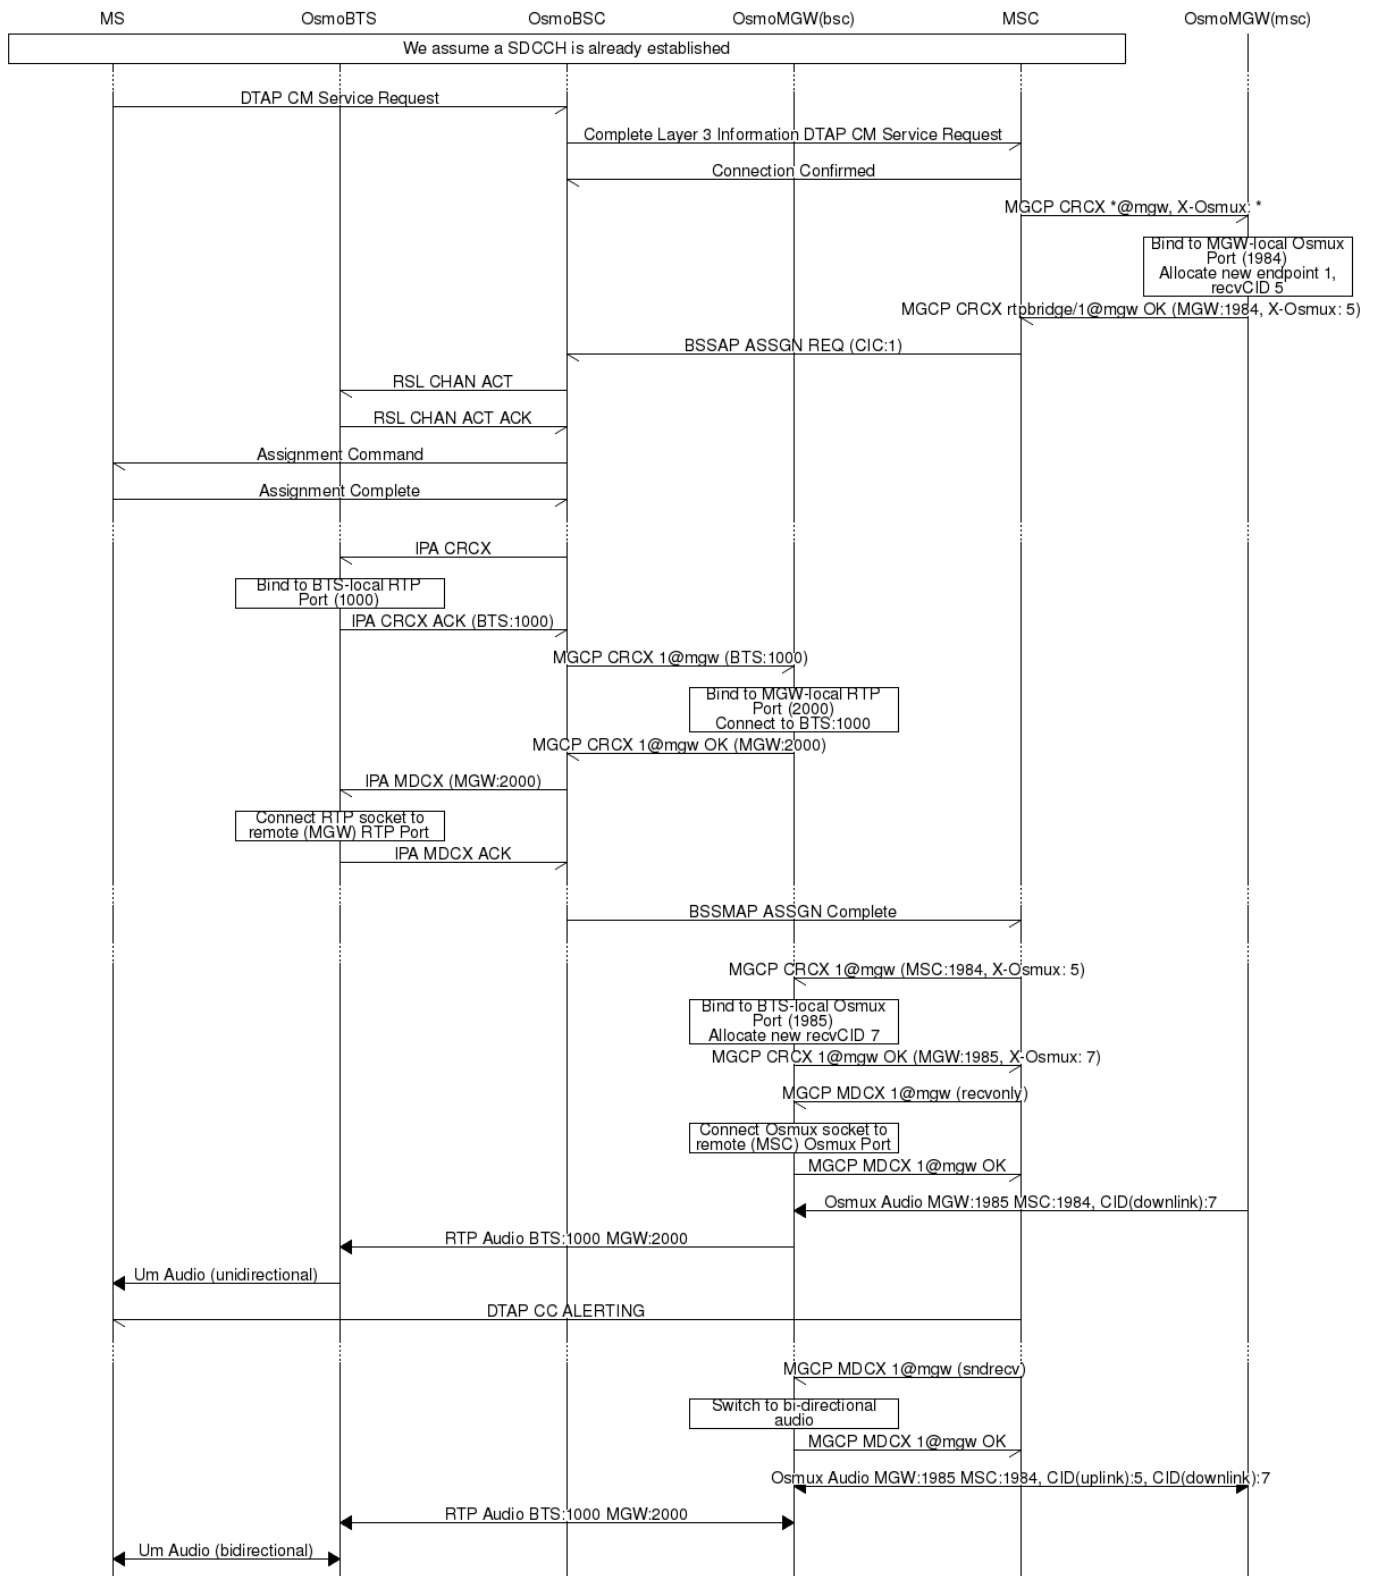 MS OsmoBTS OsmoBSC OsmoMGW(bsc) MSC OsmoMGW(msc)
We assume a SDCCH is already established
DTAP CM Service Request
Complete Layer 3 Information DTAP CM Service Request
Connection Confirmed
MGCP CRCX *@mgw, X-Osmux: *
Bind to MGW-local Osmux
Port (1984)
Allocate new endpoint 1,
recvCID 5
MGCP CRCX rtpbridge/1@mgw OK (MGW:1984, X-Osmux: 5)
BSSAP ASSGN REQ (CIC:1)
RSL CHAN ACT
RSL CHAN ACT ACK
Assignment Command
Assignment Complete
IPA CRCX
Bind to BTS-local RTP
Port (1000)
IPA CRCX ACK (BTS:1000)
MGCP CRCX 1@mgw (BTS:1000)
Bind to MGW-local RTP
Port (2000)
Connect to BTS:1000
MGCP CRCX 1@mgw OK (MGW:2000)
IPA MDCX (MGW:2000)
Connect RTP socket to
remote (MGW) RTP Port
IPA MDCX ACK
BSSMAP ASSGN Complete
MGCP CRCX 1@mgw (MSC:1984, X-Osmux: 5)
Bind to BTS-local Osmux
Port (1985)
Allocate new recvCID 7
MGCP CRCX 1@mgw OK (MGW:1985, X-Osmux: 7)
MGCP MDCX 1@mgw (recvonly)
Connect Osmux socket to
remote (MSC) Osmux Port
MGCP MDCX 1@mgw OK
Osmux Audio MGW:1985 MSC:1984, CID(downlink):7
RTP Audio BTS:1000 MGW:2000
Um Audio (unidirectional)
DTAP CC ALERTING
MGCP MDCX 1@mgw (sndrecv)
Switch to bi-directional
audio
MGCP MDCX 1@mgw OK
Osmux Audio MGW:1985 MSC:1984, CID(uplink):5, CID(downlink):7
RTP Audio BTS:1000 MGW:2000
Um Audio (bidirectional)